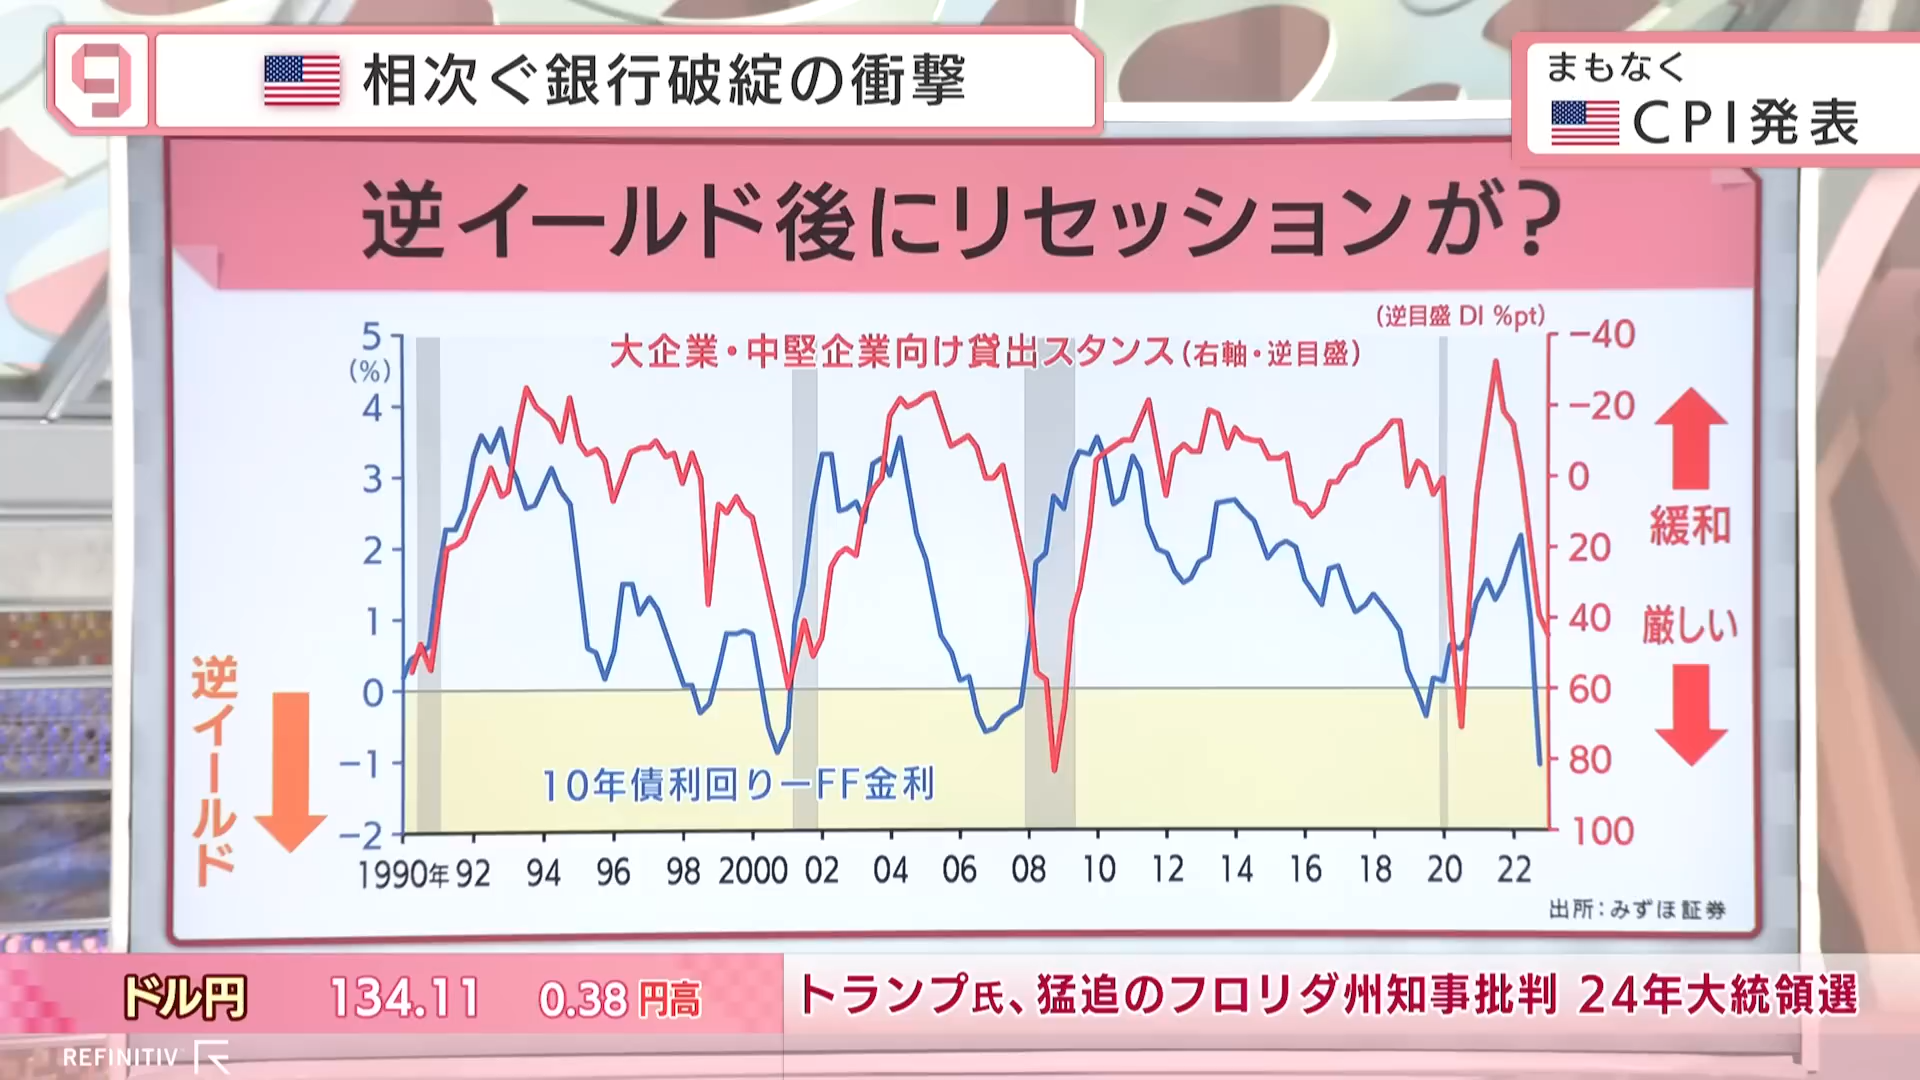 9
相次ぐ銀行破綻の衝撃
まもなく
CPI発表
逆イールド後にリセッションが?
(逆目盛 DI %pt)
大企業・中堅企業向け貸出スタンス(右軸・逆目盛)
5
(%)
4
3
2
1
0
−1
−2
−40
−20
0
20
40
60
80
100
緩和
厳しい
逆イールド
10年債利回り−FF金利
1990年 92 94 96 98 2000 02 04 06 08 10 12 14 16 18 20 22
出所:みずほ証券
ドル円 134.11 0.38 円高
トランプ氏、猛追のフロリダ州知事批判 24年大統領選
REFINITIV